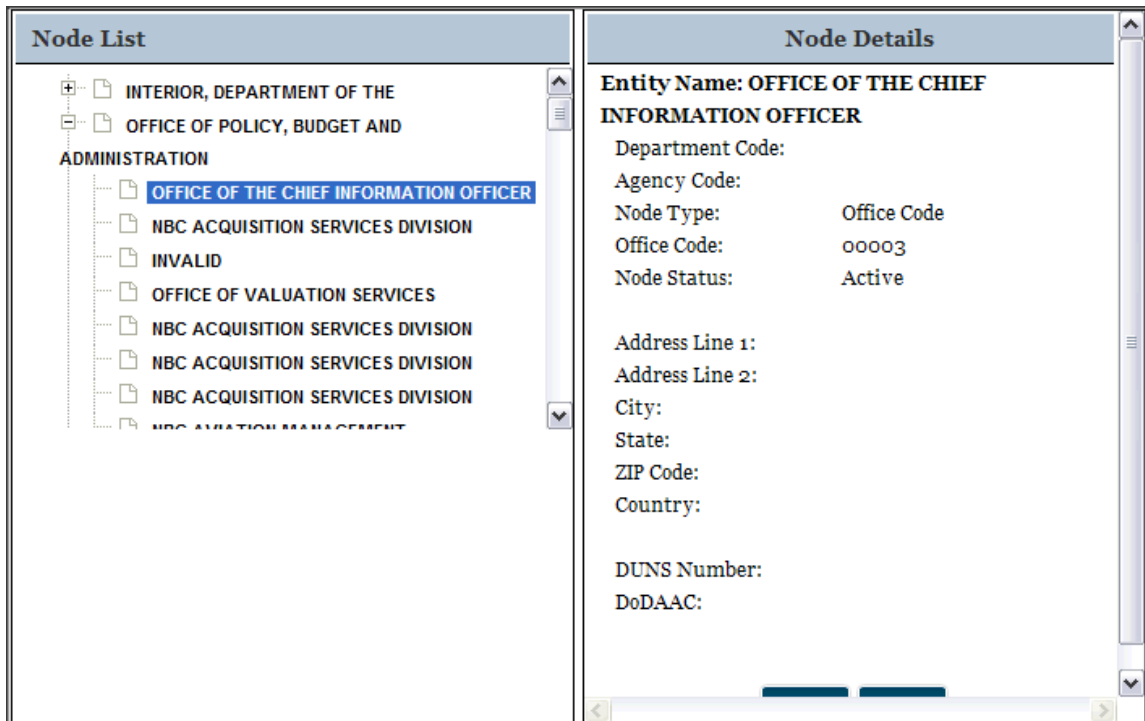 Node List
INTERIOR, DEPARTMENT OF THE
OFFICE OF POLICY, BUDGET AND
ADMINISTRATION
OFFICE OF THE CHIEF INFORMATION OFFICER
NBC ACQUISITION SERVICES DIVISION
INVALID
OFFICE OF VALUATION SERVICES
NBC ACQUISITION SERVICES DIVISION
NBC ACQUISITION SERVICES DIVISION
NBC ACQUISITION SERVICES DIVISION
NBC AVIATION MANAGEMENT
Node Details
Entity Name: OFFICE OF THE CHIEF
INFORMATION OFFICER
Department Code:
Agency Code:
Node Type: Office Code
Office Code: 00003
Node Status: Active
Address Line 1:
Address Line 2:
City:
State:
ZIP Code:
Country:
DUNS Number:
DoDAAC: